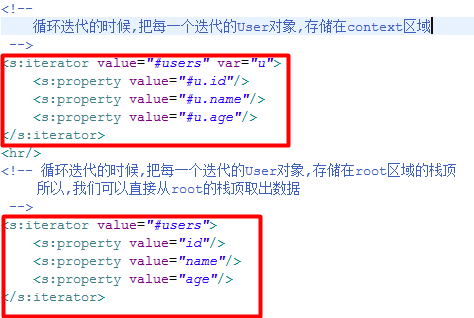 <!--
循环迭代的时候,把每一个迭代的User对象,存储在context区域
-->
<s:iterator value="#users" var="u">
<s:property value="#u.id"/>
<s:property value="#u.name"/>
<s:property value="#u.age"/>
</s:iterator>
<hr/>
<!-- 循环迭代的时候,把每一个迭代的User对象,存储在root区域的栈顶
所以,我们可以直接从root的栈顶取出数据
-->
<s:iterator value="#users">
<s:property value="id"/>
<s:property value="name"/>
<s:property value="age"/>
</s:iterator>